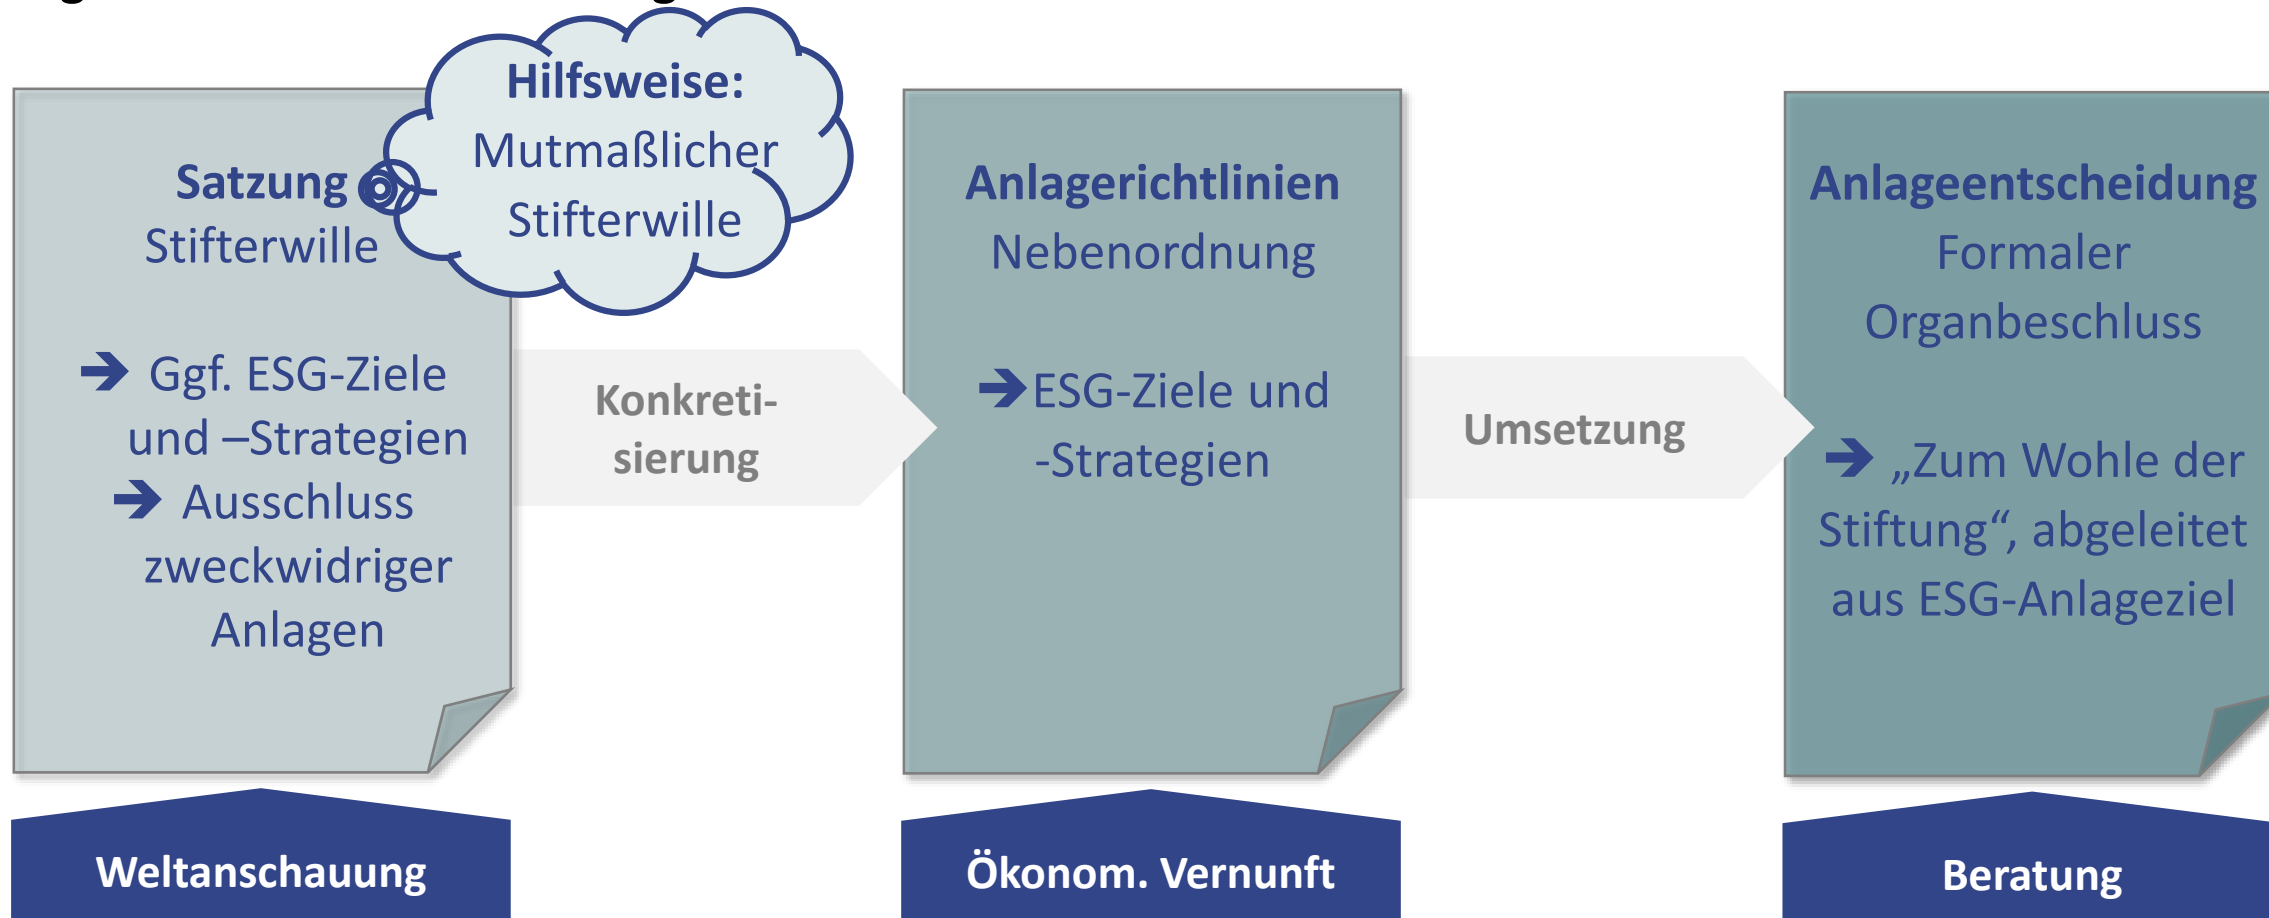 Hilfsweise:
Mutmaßlicher
Stifterwille
Satzung
Stifterwille
➔ Ggf. ESG-Ziele
und –Strategien
➔ Ausschluss
zweckwidriger
Anlagen
Weltanschauung
Konkreti-
sierung
Anlagerichtlinien
Nebenordnung
➔ESG-Ziele und
-Strategien
Ökonom. Vernunft
Umsetzung
Anlageentscheidung
Formaler
Organbeschluss
➔ „Zum Wohle der
Stiftung“, abgeleitet
aus ESG-Anlageziel
Beratung